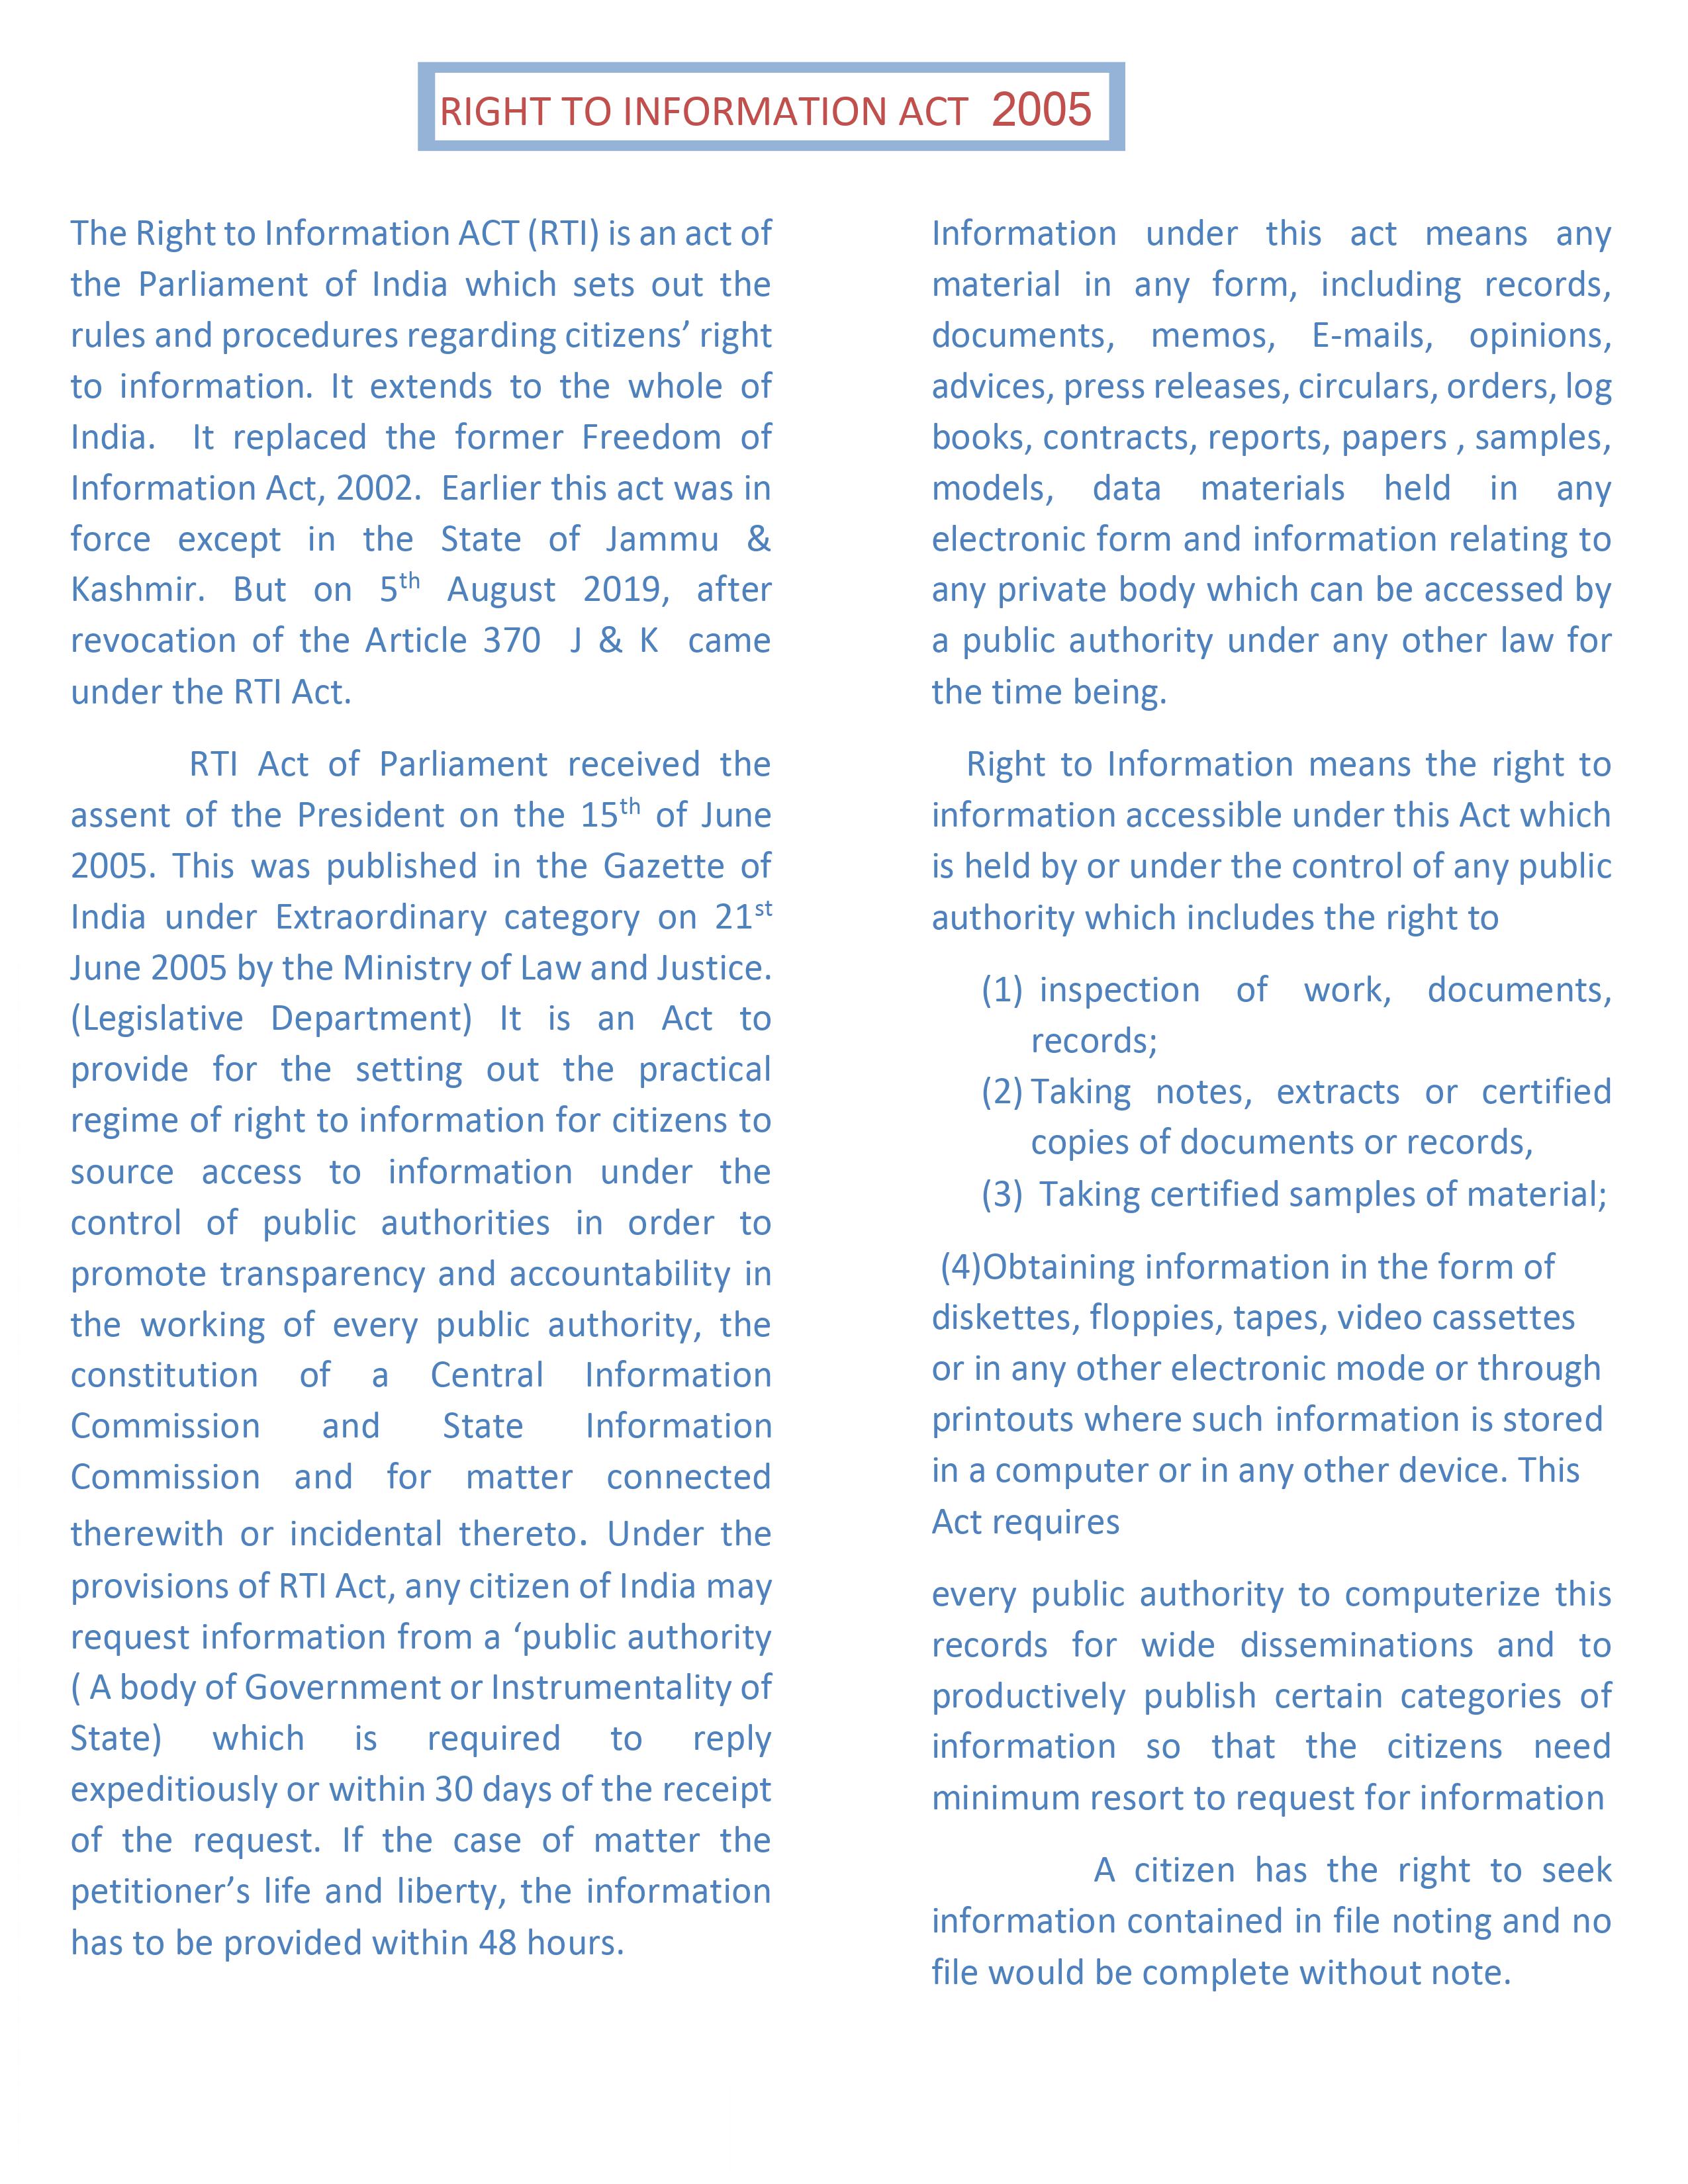 RIGHT TO INFORMATION ACT 2005
The Right to Information ACT (RTI) is an act of
the Parliament of India which sets out the
rules and procedures regarding citizens’ right
to information. It extends to the whole of
India. It replaced the former Freedom of
Information Act, 2002. Earlier this act was in
force except in the State of Jammu &
Kashmir. But on 5th August 2019, after
revocation of the Article 370 J & K came
under the RTI Act.
RTI Act of Parliament received the
assent of the President on the 15th of June
2005. This was published in the Gazette of
India under Extraordinary category on 21st
June 2005 by the Ministry of Law and Justice.
(Legislative Department) It is an Act to
provide for the setting out the practical
regime of right to information for citizens to
source access to information under the
control of public authorities in order to
promote transparency and accountability in
the working of every public authority, the
constitution of a Central Information
Commission and State Information
Commission and for matter connected
therewith or incidental thereto. Under the
provisions of RTI Act, any citizen of India may
request information from a ‘public authority
( A body of Government or Instrumentality of
State) which is required to reply
expeditiously or within 30 days of the receipt
of the request. If the case of matter the
petitioner’s life and liberty, the information
has to be provided within 48 hours.
Information under this act means any
material in any form, including records,
documents, memos, E-mails, opinions,
advices, press releases, circulars, orders, log
books, contracts, reports, papers , samples,
models, data materials held in any
electronic form and information relating to
any private body which can be accessed by
a public authority under any other law for
the time being.
Right to Information means the right to
information accessible under this Act which
is held by or under the control of any public
authority which includes the right to
(1) inspection of work, documents,
records;
(2) Taking notes, extracts or certified
copies of documents or records,
(3) Taking certified samples of material;
(4)Obtaining information in the form of
diskettes, floppies, tapes, video cassettes
or in any other electronic mode or through
printouts where such information is stored
in a computer or in any other device. This
Act requires
every public authority to computerize this
records for wide disseminations and to
productively publish certain categories of
information so that the citizens need
minimum resort to request for information
A citizen has the right to seek
information contained in file noting and no
file would be complete without note.